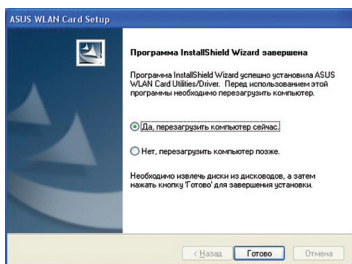 ASUS WLAN Card Setup
Программа InstallShield Wizard завершена
Программа InstallShield Wizard успешно установила ASUS
WLAN Card Utilities/Driver. Перед использованием этой
программы необходимо перезагрузить компьютер.
Да, перезагрузить компьютер сейчас.
Нет, перезагрузить компьютер позже.
Необходимо извлечь диски из дисководов, а затем
нажать кнопку 'Готово' для завершения установки.
< Назад
Готово
Отмена